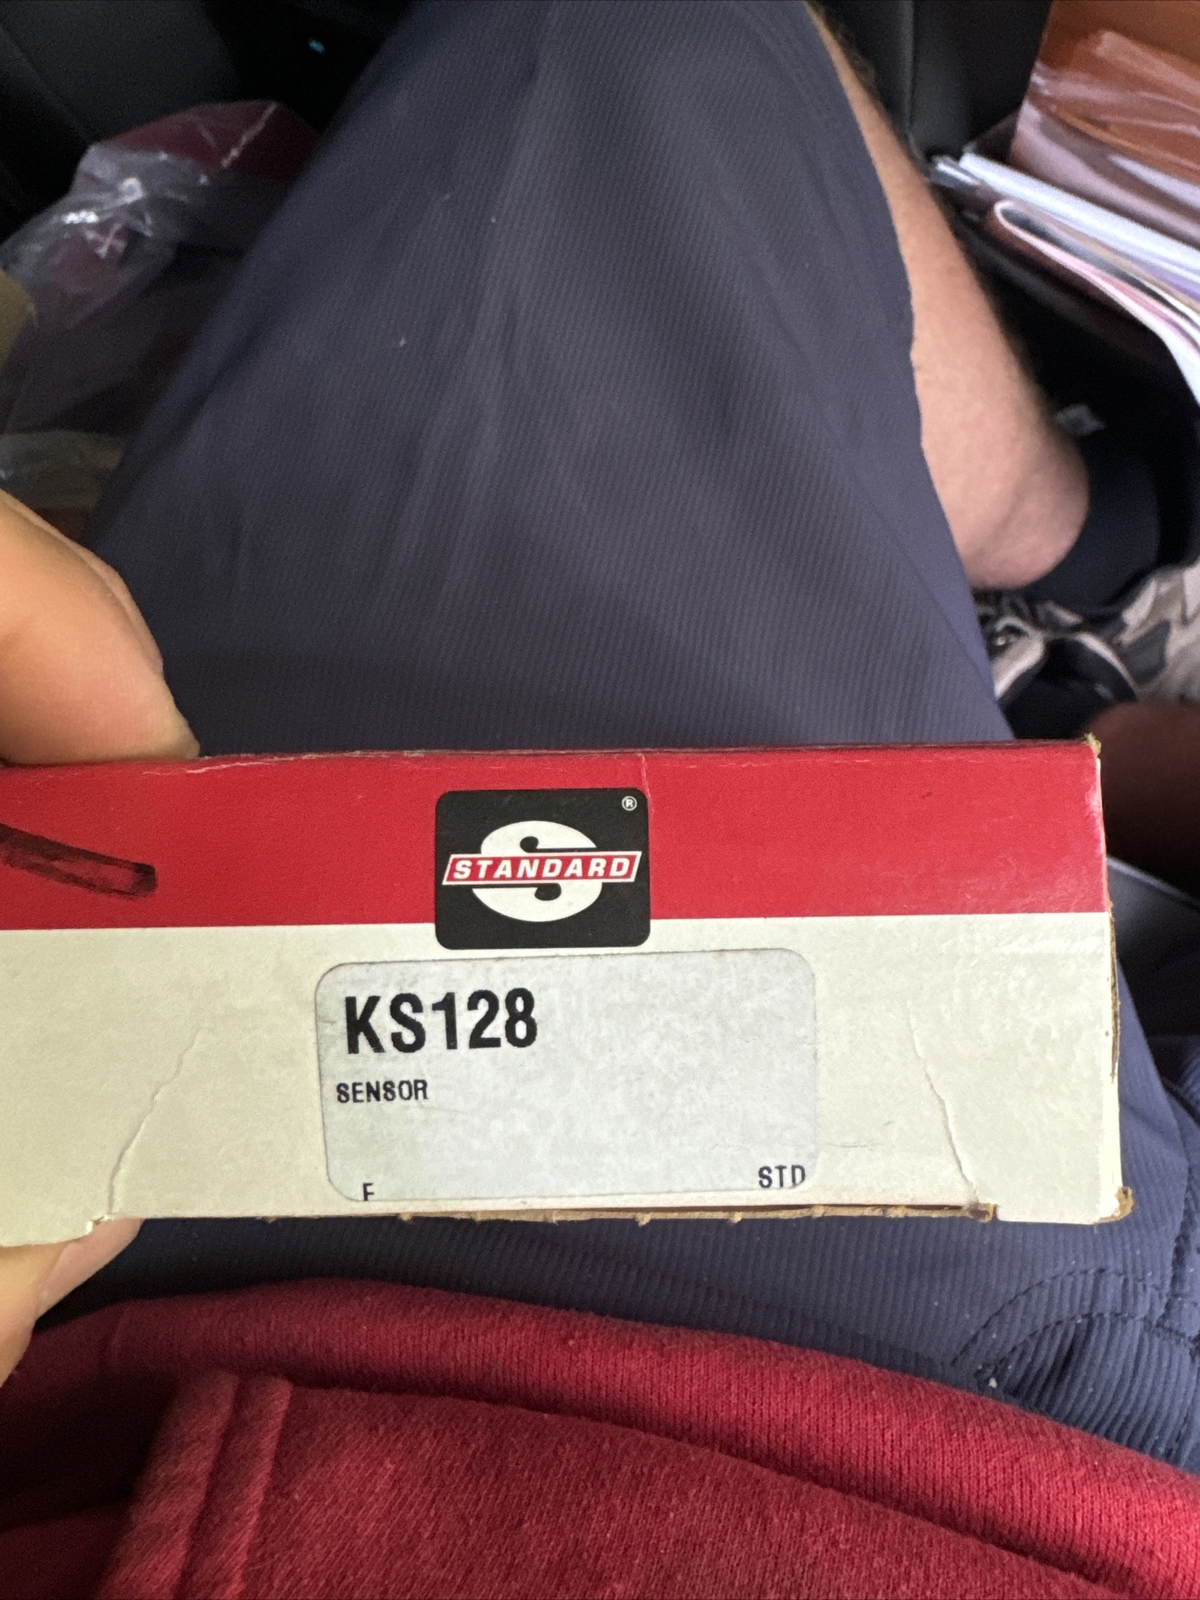 ®
STANDARD
KS128
SENSOR
F STD